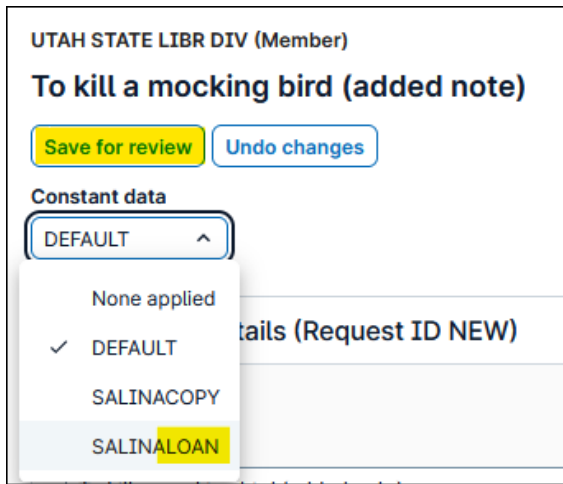 UTAH STATE LIBR DIV (Member)
To kill a mocking bird (added note)
Save for review Undo changes
Constant data
DEFAULT
None applied
tails (Request ID NEW)
DEFAULT
SALINACOPY
SALINALOAN